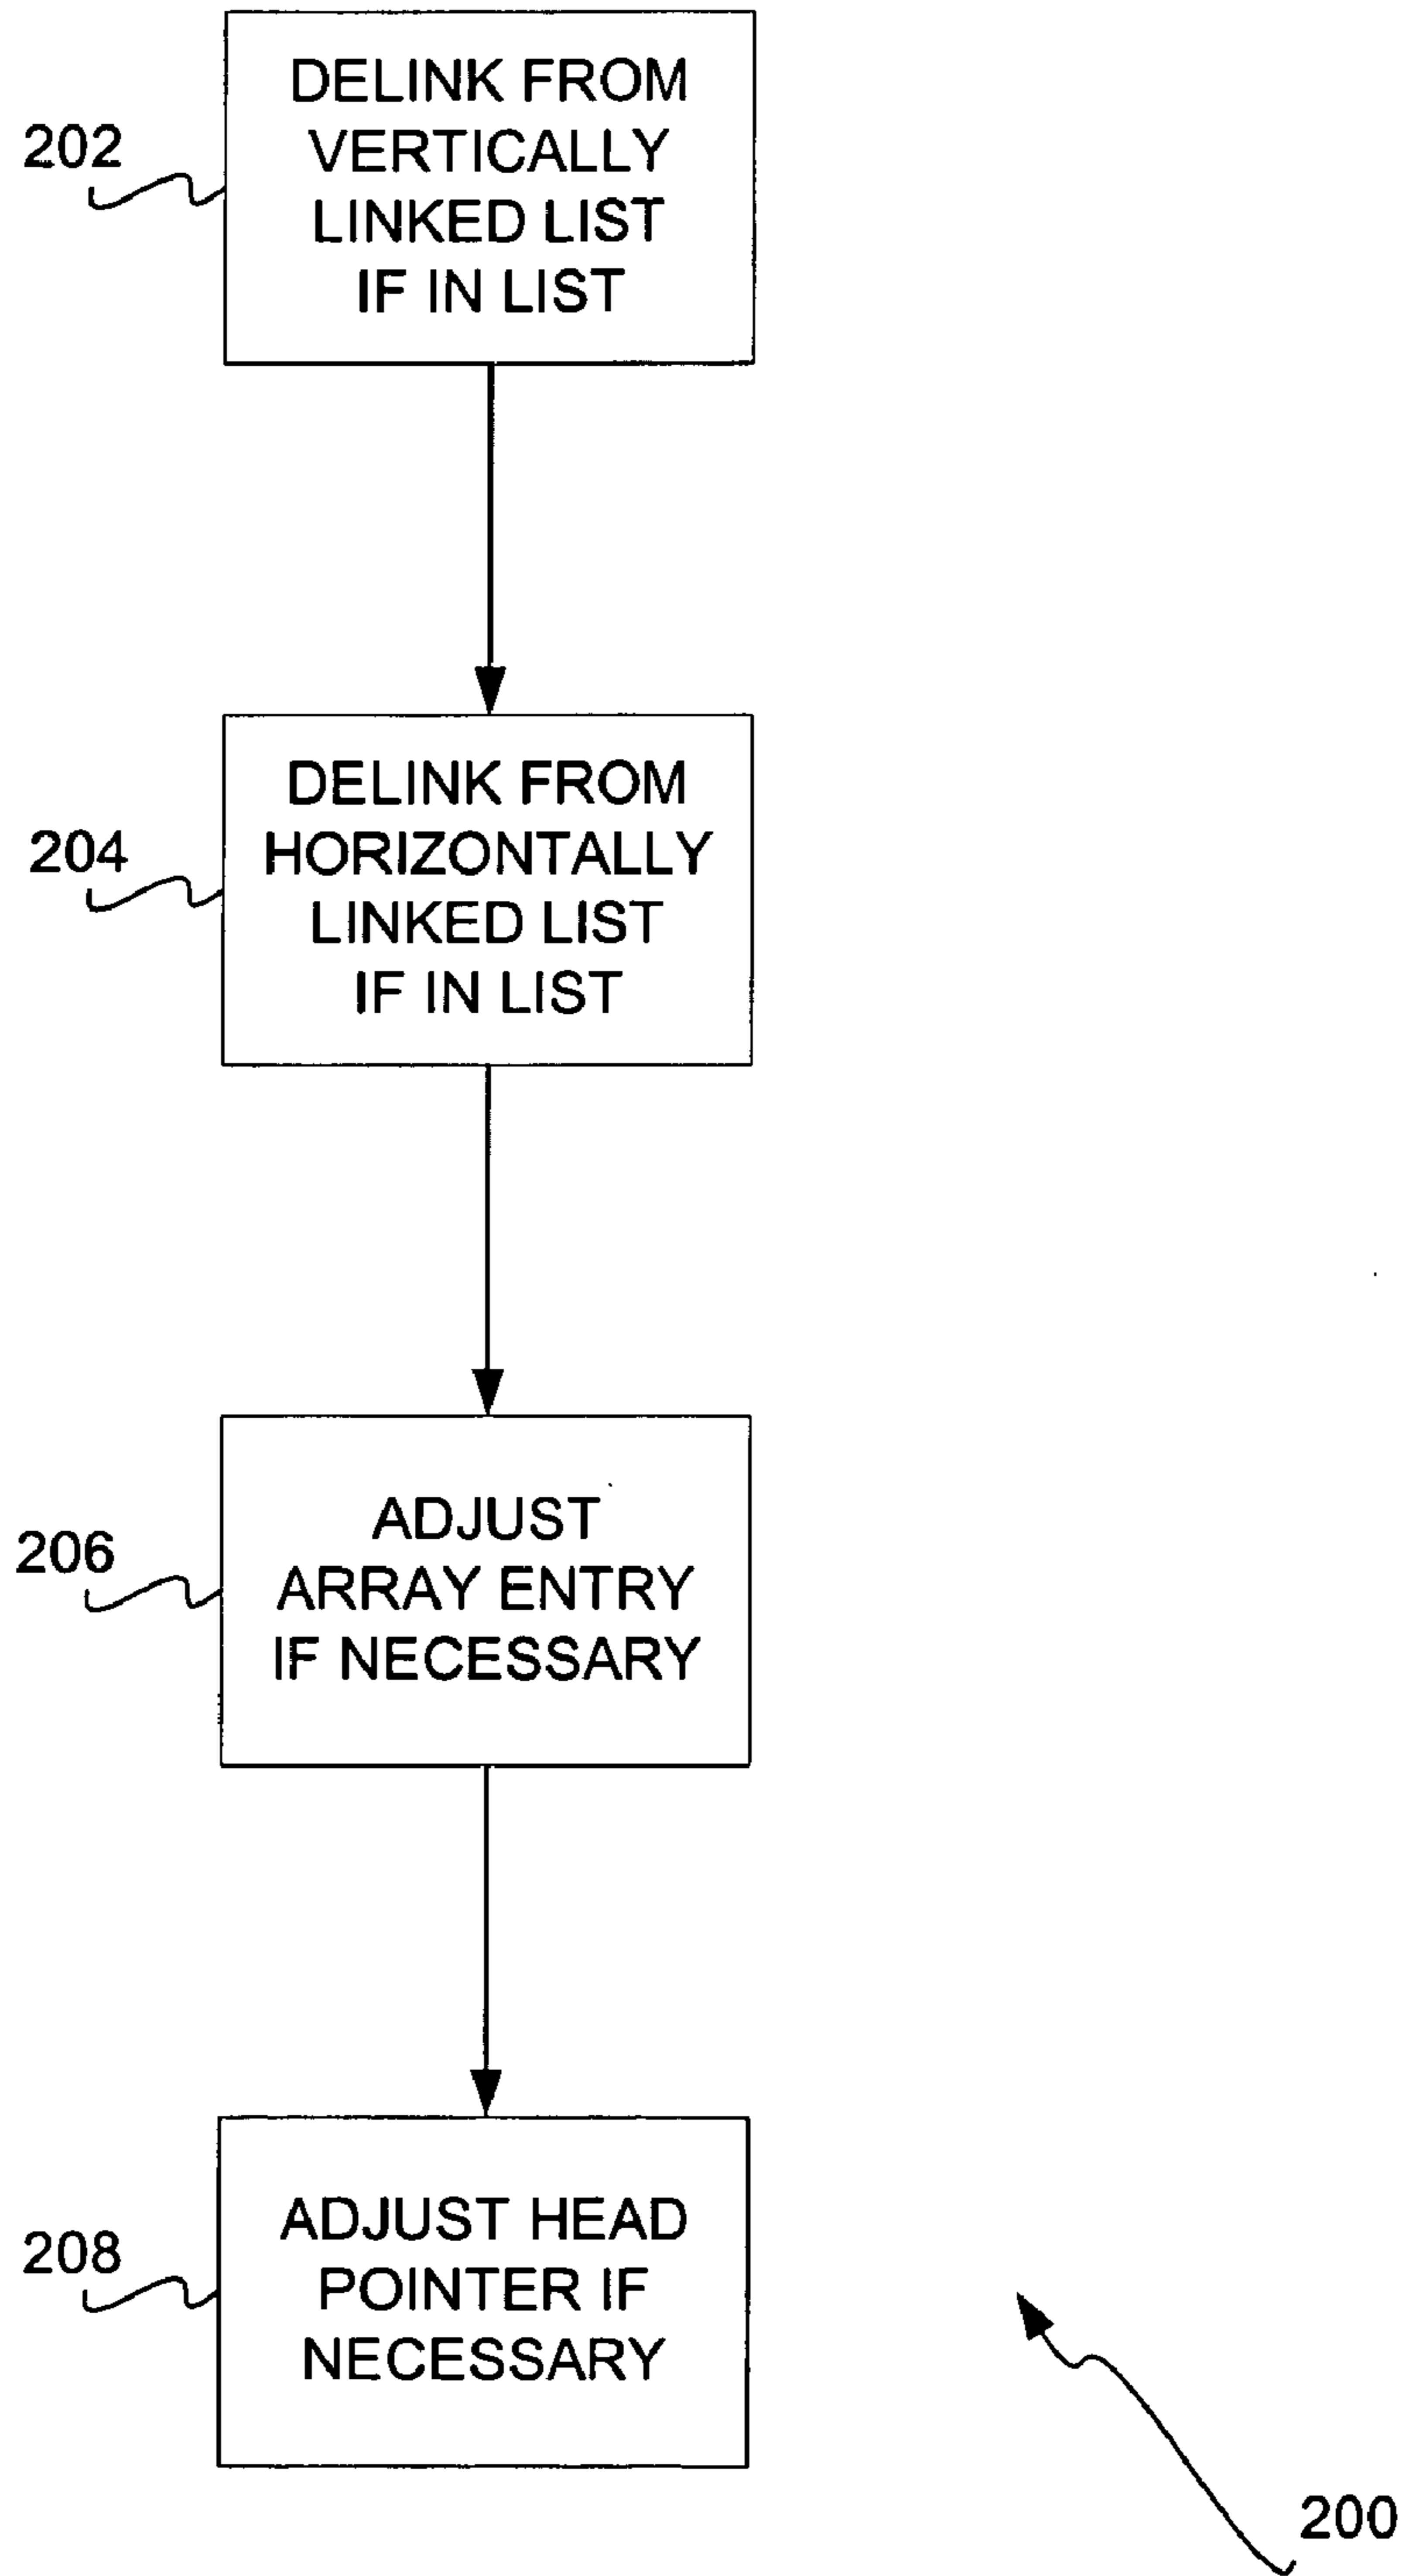 DELINK FROM
VERTICALLY
LINKED LIST
IF IN LIST
202
DELINK FROM
HORIZONTALLY
LINKED LIST
IF IN LIST
204
ADJUST
ARRAY ENTRY
IF NECESSARY
206
ADJUST HEAD
POINTER IF
NECESSARY
208
200